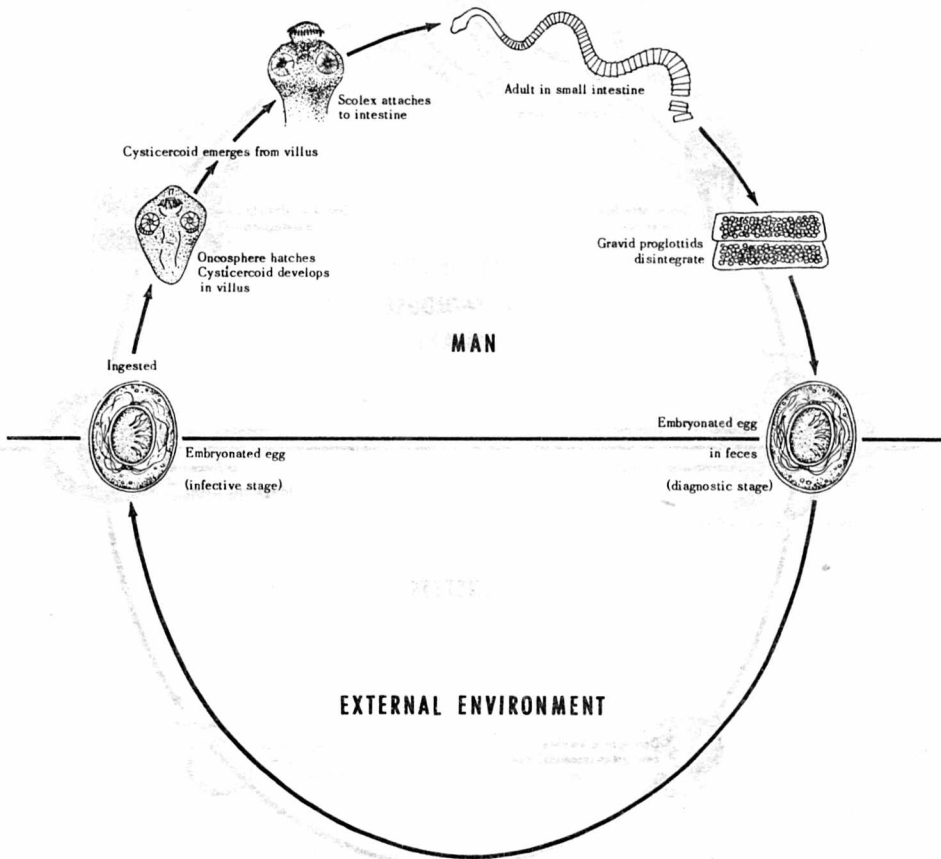 Scolex attaches
to intestine
Adult in small intestine
Cysticercoid emerges from villus
Oncosphere hatches
Cysticercoid develops
in villus
Gravid proglottids
disintegrate
MAN
Ingested
Embryonated egg
(infective stage)
Embryonated egg
in feces
(diagnostic stage)
EXTERNAL ENVIRONMENT